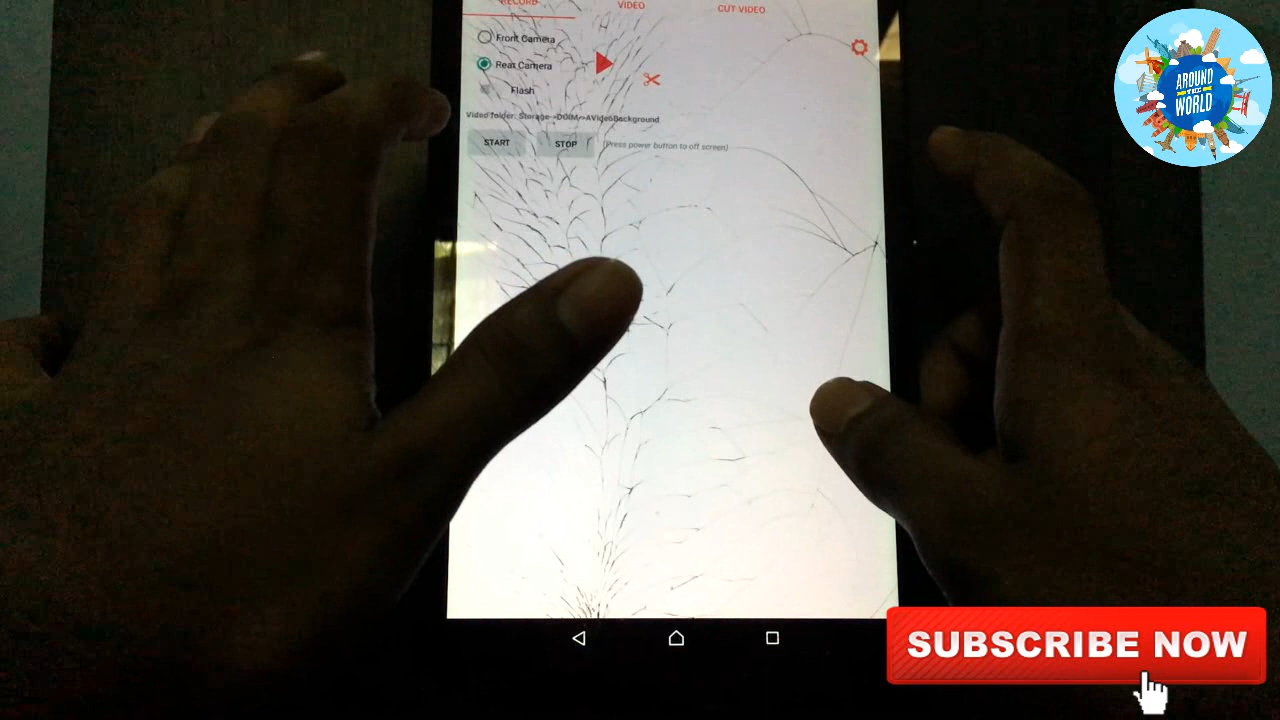 RECORD
VIDEO
CUT VIDEO
Front Camera
Rear Camera
Flash
Video folder: Storage->DCIM->AVideoBackground
START
STOP
(Press power button to off screen)
AROUND
THE
WORLD
SUBSCRIBE NOW